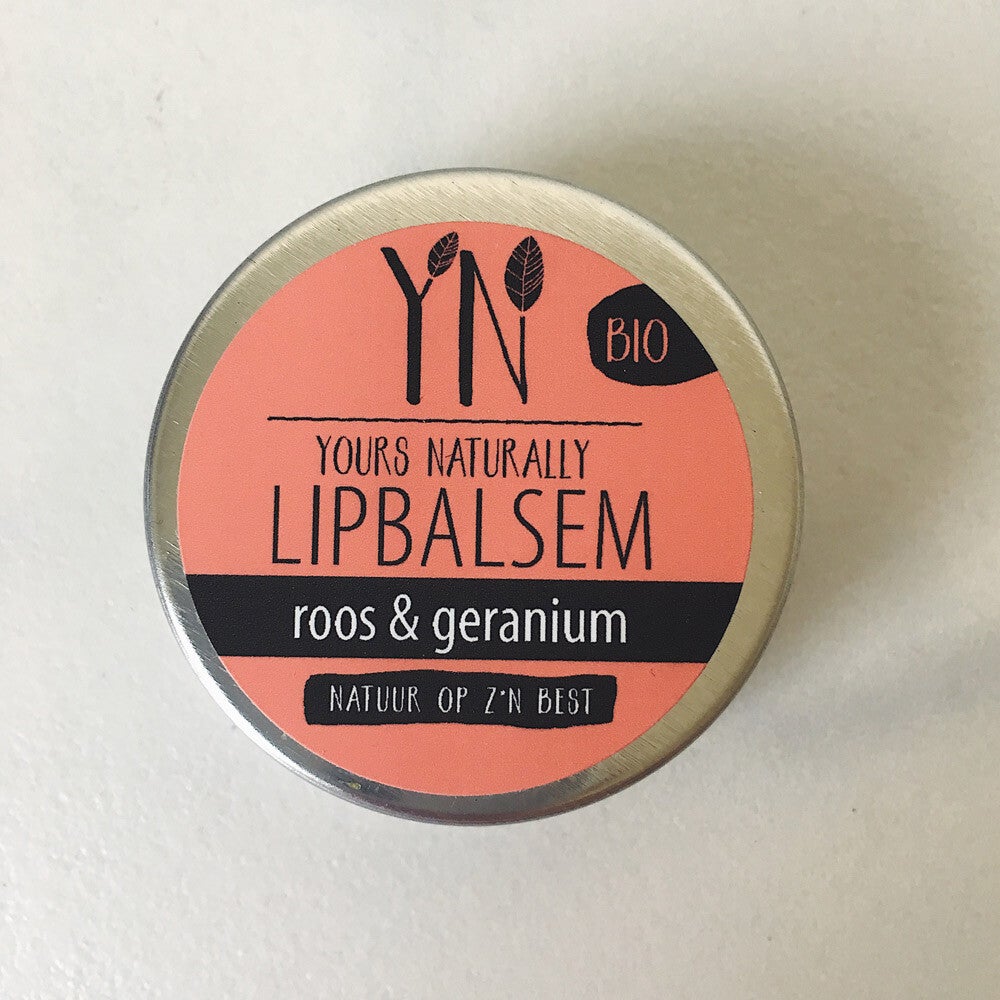 YN
BIO
YOURS NATURALLY
LIPBALSEM
roos & geranium
NATUUR OP Z'N BEST